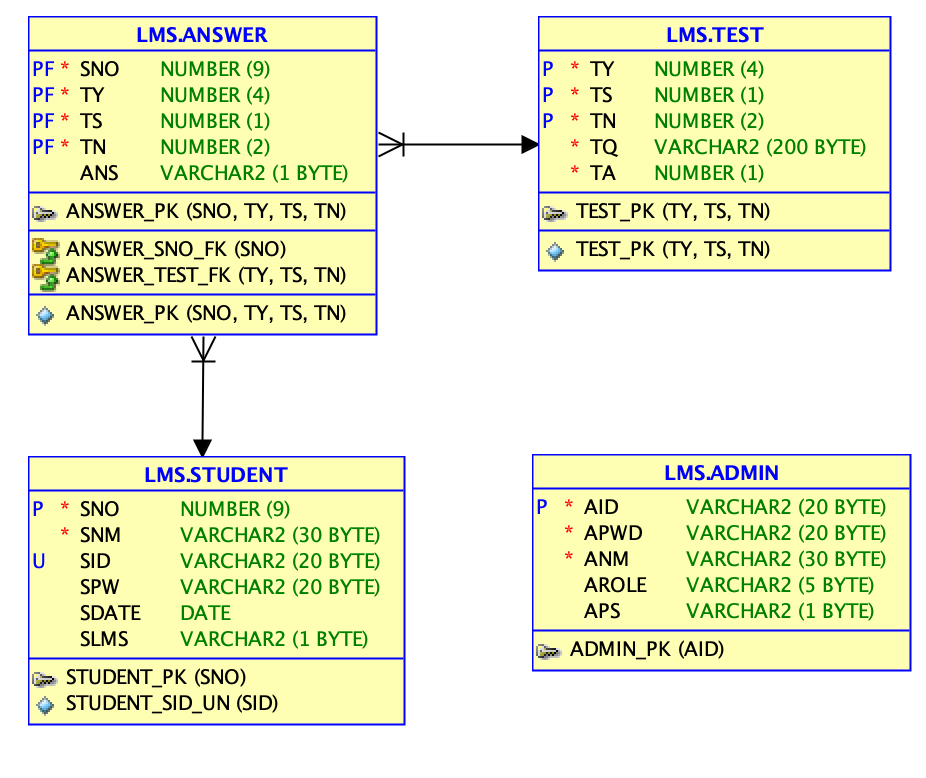 LMS.ANSWER
PF * SNO NUMBER (9)
PF * TY NUMBER (4)
PF * TS NUMBER (1)
PF * TN NUMBER (2)
ANS VARCHAR2 (1 BYTE)
ANSWER_PK (SNO, TY, TS, TN)
ANSWER_SNO_FK (SNO)
ANSWER_TEST_FK (TY, TS, TN)
ANSWER_PK (SNO, TY, TS, TN)
LMS.TEST
P * TY NUMBER (4)
P * TS NUMBER (1)
P * TN NUMBER (2)
* TQ VARCHAR2 (200 BYTE)
* TA NUMBER (1)
TEST_PK (TY, TS, TN)
TEST_PK (TY, TS, TN)
LMS.STUDENT
P * SNO NUMBER (9)
* SNM VARCHAR2 (30 BYTE)
U SID VARCHAR2 (20 BYTE)
SPW VARCHAR2 (20 BYTE)
SDATE DATE
SLMS VARCHAR2 (1 BYTE)
STUDENT_PK (SNO)
STUDENT_SID_UN (SID)
LMS.ADMIN
P * AID VARCHAR2 (20 BYTE)
* APWD VARCHAR2 (20 BYTE)
* ANM VARCHAR2 (30 BYTE)
AROLE VARCHAR2 (5 BYTE)
APS VARCHAR2 (1 BYTE)
ADMIN_PK (AID)